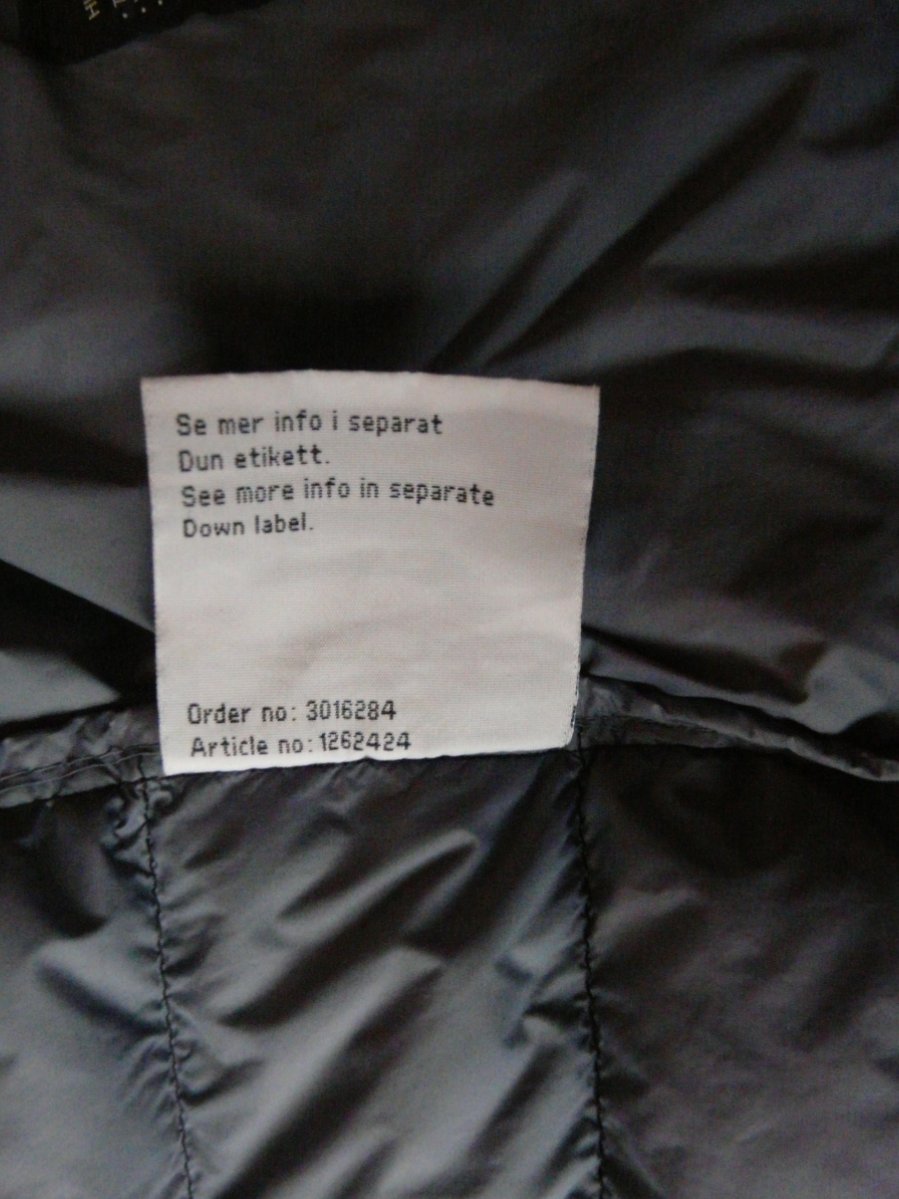 Se mer info i separat
Dun etikett.
See more info in separate
Down label.
Order no: 3016284
Article no: 1262424